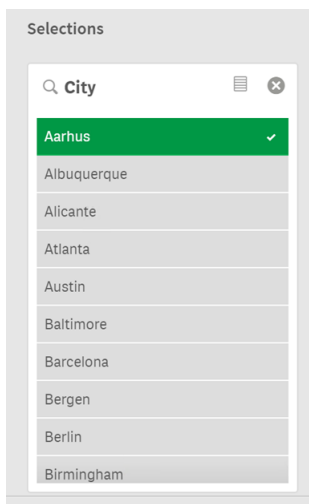 Selections
City
Aarhus
Albuquerque
Alicante
Atlanta
Austin
Baltimore
Barcelona
Bergen
Berlin
Birmingham